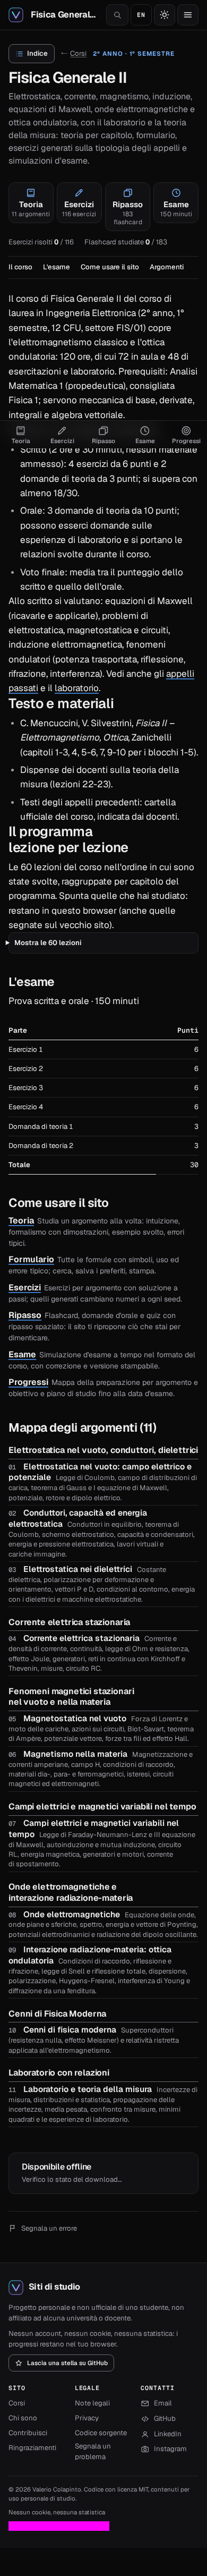 Fisica General...
EN
Indice
← Corsi
2º ANNO · 1º SEMESTRE
Fisica Generale II
Elettrostatica, corrente, magnetismo, induzione,
equazioni di Maxwell, onde elettromagnetiche e
ottica ondulatoria, con il laboratorio e la teoria
della misura: teoria per capitolo, formulario,
esercizi generati sulla tipologia degli appelli e
simulazioni d'esame.
Teoria
11 argomenti
Esercizi
116 esercizi
Ripasso
183
flashcard
Esame
150 minuti
Esercizi risolti 0 / 116
Flashcard studiate 0 / 183
Il corso
L'esame
Come usare il sito
Argomenti
Il corso di Fisica Generale II del corso di
laurea in Ingegneria Elettronica (2º anno, 1º
semestre, 12 CFU, settore FIS/01) copre
l'elettromagnetismo classico e l'ottica
ondulatoria: 120 ore, di cui 72 in aula e 48 di
esercitazioni e laboratorio. Prerequisiti: Analisi
Matematica 1 (propedeutica), consigliata
Fisica 1; servono meccanica di base, derivate,
integrali e algebra vettoriale.
Teoria
Esercizi
Ripasso
Esame
Progressi
Scritto (2 ore e 30 minuti, nessun materiale
ammesso): 4 esercizi da 6 punti e 2
domande di teoria da 3 punti; si supera con
almeno 18/30.
Orale: 3 domande di teoria da 10 punti;
possono esserci domande sulle
esperienze di laboratorio e si portano le
relazioni svolte durante il corso.
Voto finale: media tra il punteggio dello
scritto e quello dell'orale.
Allo scritto si valutano: equazioni di Maxwell
(ricavarle e applicarle), problemi di
elettrostatica, magnetostatica e circuiti,
induzione elettromagnetica, fenomeni
ondulatori (potenza trasportata, riflessione,
rifrazione, interferenza). Vedi anche gli appelli
passati e il laboratorio.
Testo e materiali
C. Mencuccini, V. Silvestrini, Fisica II –
Elettromagnetismo, Ottica, Zanichelli
(capitoli 1-3, 4, 5-6, 7, 9-10 per i blocchi 1-5).
Dispense dei docenti sulla teoria della
misura (lezioni 22-23).
Testi degli appelli precedenti: cartella
ufficiale del corso, indicata dai docenti.
Il programma
lezione per lezione
Le 60 lezioni del corso nell'ordine in cui sono
state svolte, raggruppate per capitolo del
programma. Spunta quelle che hai studiato:
restano in questo browser (anche quelle
segnate sul vecchio sito).
Mostra le 60 lezioni
L'esame
Prova scritta e orale · 150 minuti
Parte Punti
Esercizio 1 6
Esercizio 2 6
Esercizio 3 6
Esercizio 4 6
Domanda di teoria 1 3
Domanda di teoria 2 3
Totale 30
Come usare il sito
Teoria Studia un argomento alla volta: intuizione,
formalismo con dimostrazioni, esempio svolto, errori
tipici.
Formulario Tutte le formule con simboli, uso ed
errore tipico; cerca, salva i preferiti, stampa.
Esercizi Esercizi per argomento con soluzione a
passi; quelli generati cambiano numeri a ogni seed.
Ripasso Flashcard, domande d'orale e quiz con
ripasso spaziato: il sito ti ripropone ciò che stai per
dimenticare.
Esame Simulazione d'esame a tempo nel formato del
corso, con correzione e versione stampabile.
Progressi Mappa della preparazione per argomento e
obiettivo e piano di studio fino alla data d'esame.
Mappa degli argomenti (11)
Elettrostatica nel vuoto, conduttori, dielettrici
01 Elettrostatica nel vuoto: campo elettrico e
potenziale Legge di Coulomb, campo di distribuzioni di
carica, teorema di Gauss e I equazione di Maxwell,
potenziale, rotore e dipolo elettrico.
02 Conduttori, capacità ed energia
elettrostatica Conduttori in equilibrio, teorema di
Coulomb, schermo elettrostatico, capacità e condensatori,
energia e pressione elettrostatica, lavori virtuali e
cariche immagine.
03 Elettrostatica nei dielettrici Costante
dielettrica, polarizzazione per deformazione e
orientamento, vettori P e D, condizioni al contorno, energia
con i dielettrici e macchine elettrostatiche.
Corrente elettrica stazionaria
04 Corrente elettrica stazionaria Corrente e
densità di corrente, continuità, legge di Ohm e resistenza,
effetto Joule, generatori, reti in continua con Kirchhoff e
Thevenin, misure, circuito RC.
Fenomeni magnetici stazionari
nel vuoto e nella materia
05 Magnetostatica nel vuoto Forza di Lorentz e
moto delle cariche, azioni sui circuiti, Biot-Savart, teorema
di Ampère, potenziale vettore, forze tra fili ed effetto Hall.
06 Magnetismo nella materia Magnetizzazione e
correnti amperiane, campo H, condizioni di raccordo,
materiali dia-, para- e ferromagnetici, isteresi, circuiti
magnetici ed elettromagneti.
Campi elettrici e magnetici variabili nel tempo
07 Campi elettrici e magnetici variabili nel
tempo Legge di Faraday-Neumann-Lenz e III equazione
di Maxwell, autoinduzione e mutua induzione, circuito
RL, energia magnetica, generatori e motori, corrente
di spostamento.
Onde elettromagnetiche e
interazione radiazione-materia
08 Onde elettromagnetiche Equazione delle onde,
onde piane e sferiche, spettro, energia e vettore di Poynting,
potenziali elettrodinamici e radiazione del dipolo oscillante.
09 Interazione radiazione-materia: ottica
ondulatoria Condizioni di raccordo, riflessione e
rifrazione, legge di Snell e riflessione totale, dispersione,
polarizzazione, Huygens-Fresnel, interferenza di Young e
diffrazione da una fenditura.
Cenni di Fisica Moderna
10 Cenni di fisica moderna Superconduttori
(resistenza nulla, effetto Meissner) e relatività ristretta
applicata all'elettromagnetismo.
Laboratorio con relazioni
11 Laboratorio e teoria della misura Incertezze di
misura, distribuzioni e statistica, propagazione delle
incertezze, media pesata, confronto tra misure, minimi
quadrati e le esperienze di laboratorio.
Disponibile offline
Verifico lo stato del download...
Segnala un errore
Siti di studio
Progetto personale e non ufficiale di uno studente, non
affiliato ad alcuna università o docente.
Nessun account, nessun cookie, nessuna statistica: i
progressi restano nel tuo browser.
Lascia una stella su GitHub
SITO
Corsi
Chi sono
Contribuisci
Ringraziamenti
LEGALE
Note legali
Privacy
Codice sorgente
Segnala un
problema
CONTATTI
Email
GitHub
LinkedIn
Instagram
© 2026 Valerio Colapinto. Codice con licenza MIT, contenuti per
uso personale di studio.
Nessun cookie, nessuna statistica